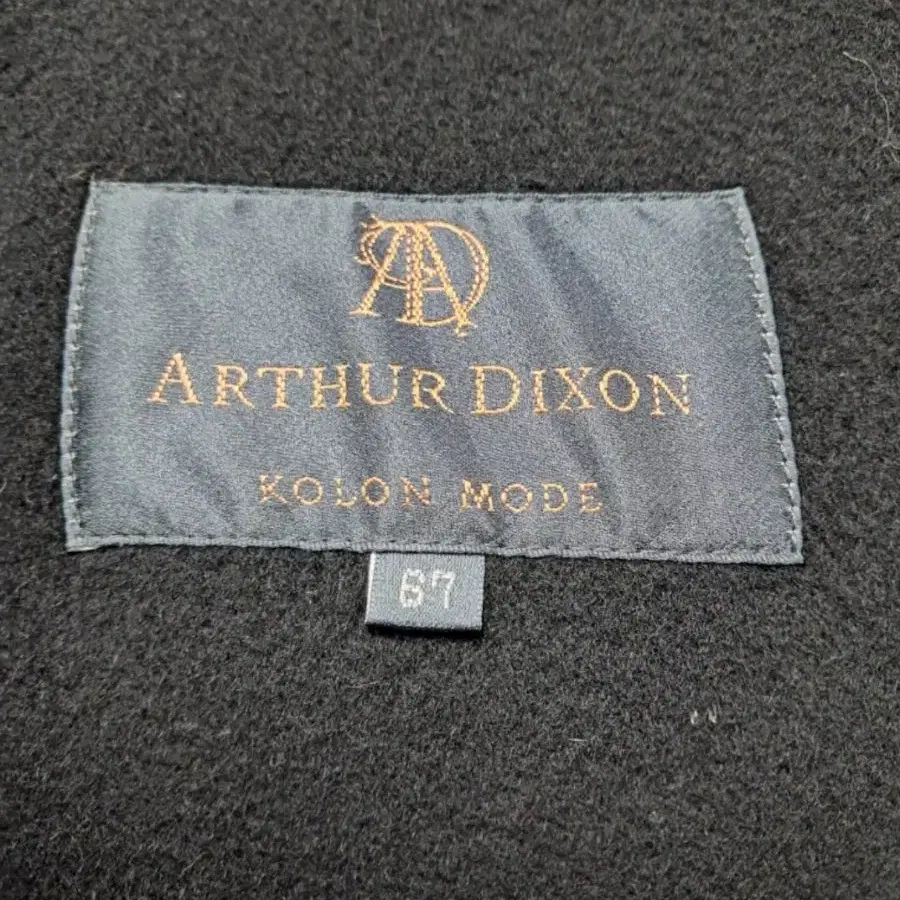 AD
ARTHUR DIXON
KOLON MODE
67